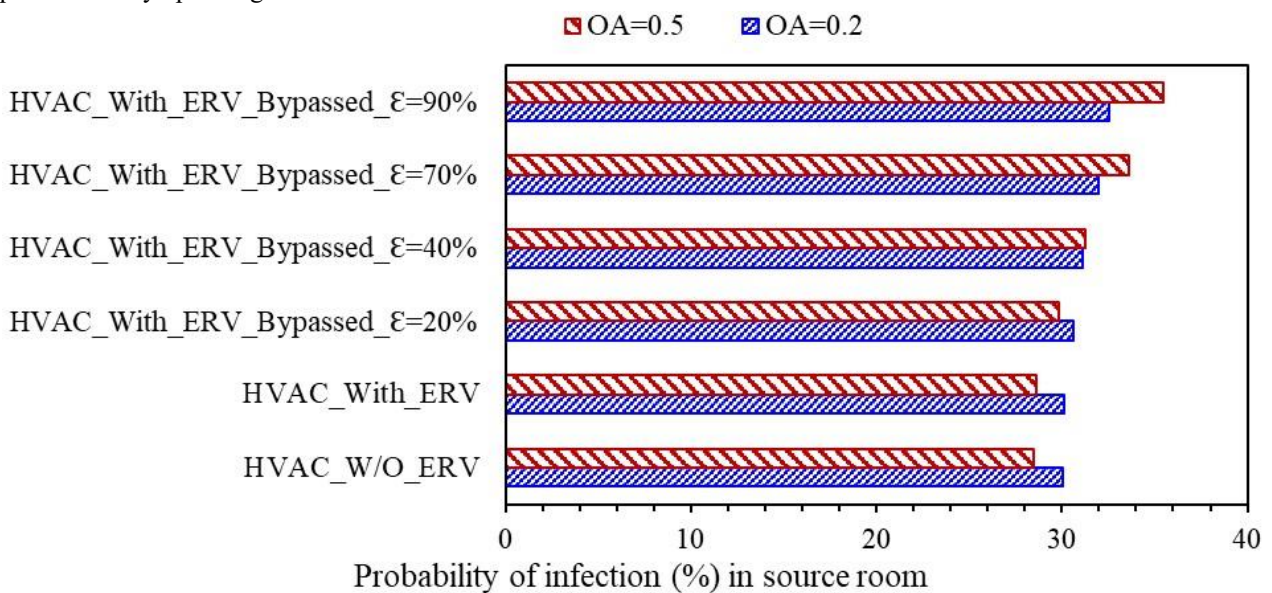 OA=0.5 OA=0.2
HVAC_With_ERV_Bypassed_Ɛ=90%
HVAC_With_ERV_Bypassed_Ɛ=70%
HVAC_With_ERV_Bypassed_Ɛ=40%
HVAC_With_ERV_Bypassed_Ɛ=20%
HVAC_With_ERV
HVAC_W/O_ERV
0 10 20 30 40
Probability of infection (%) in source room